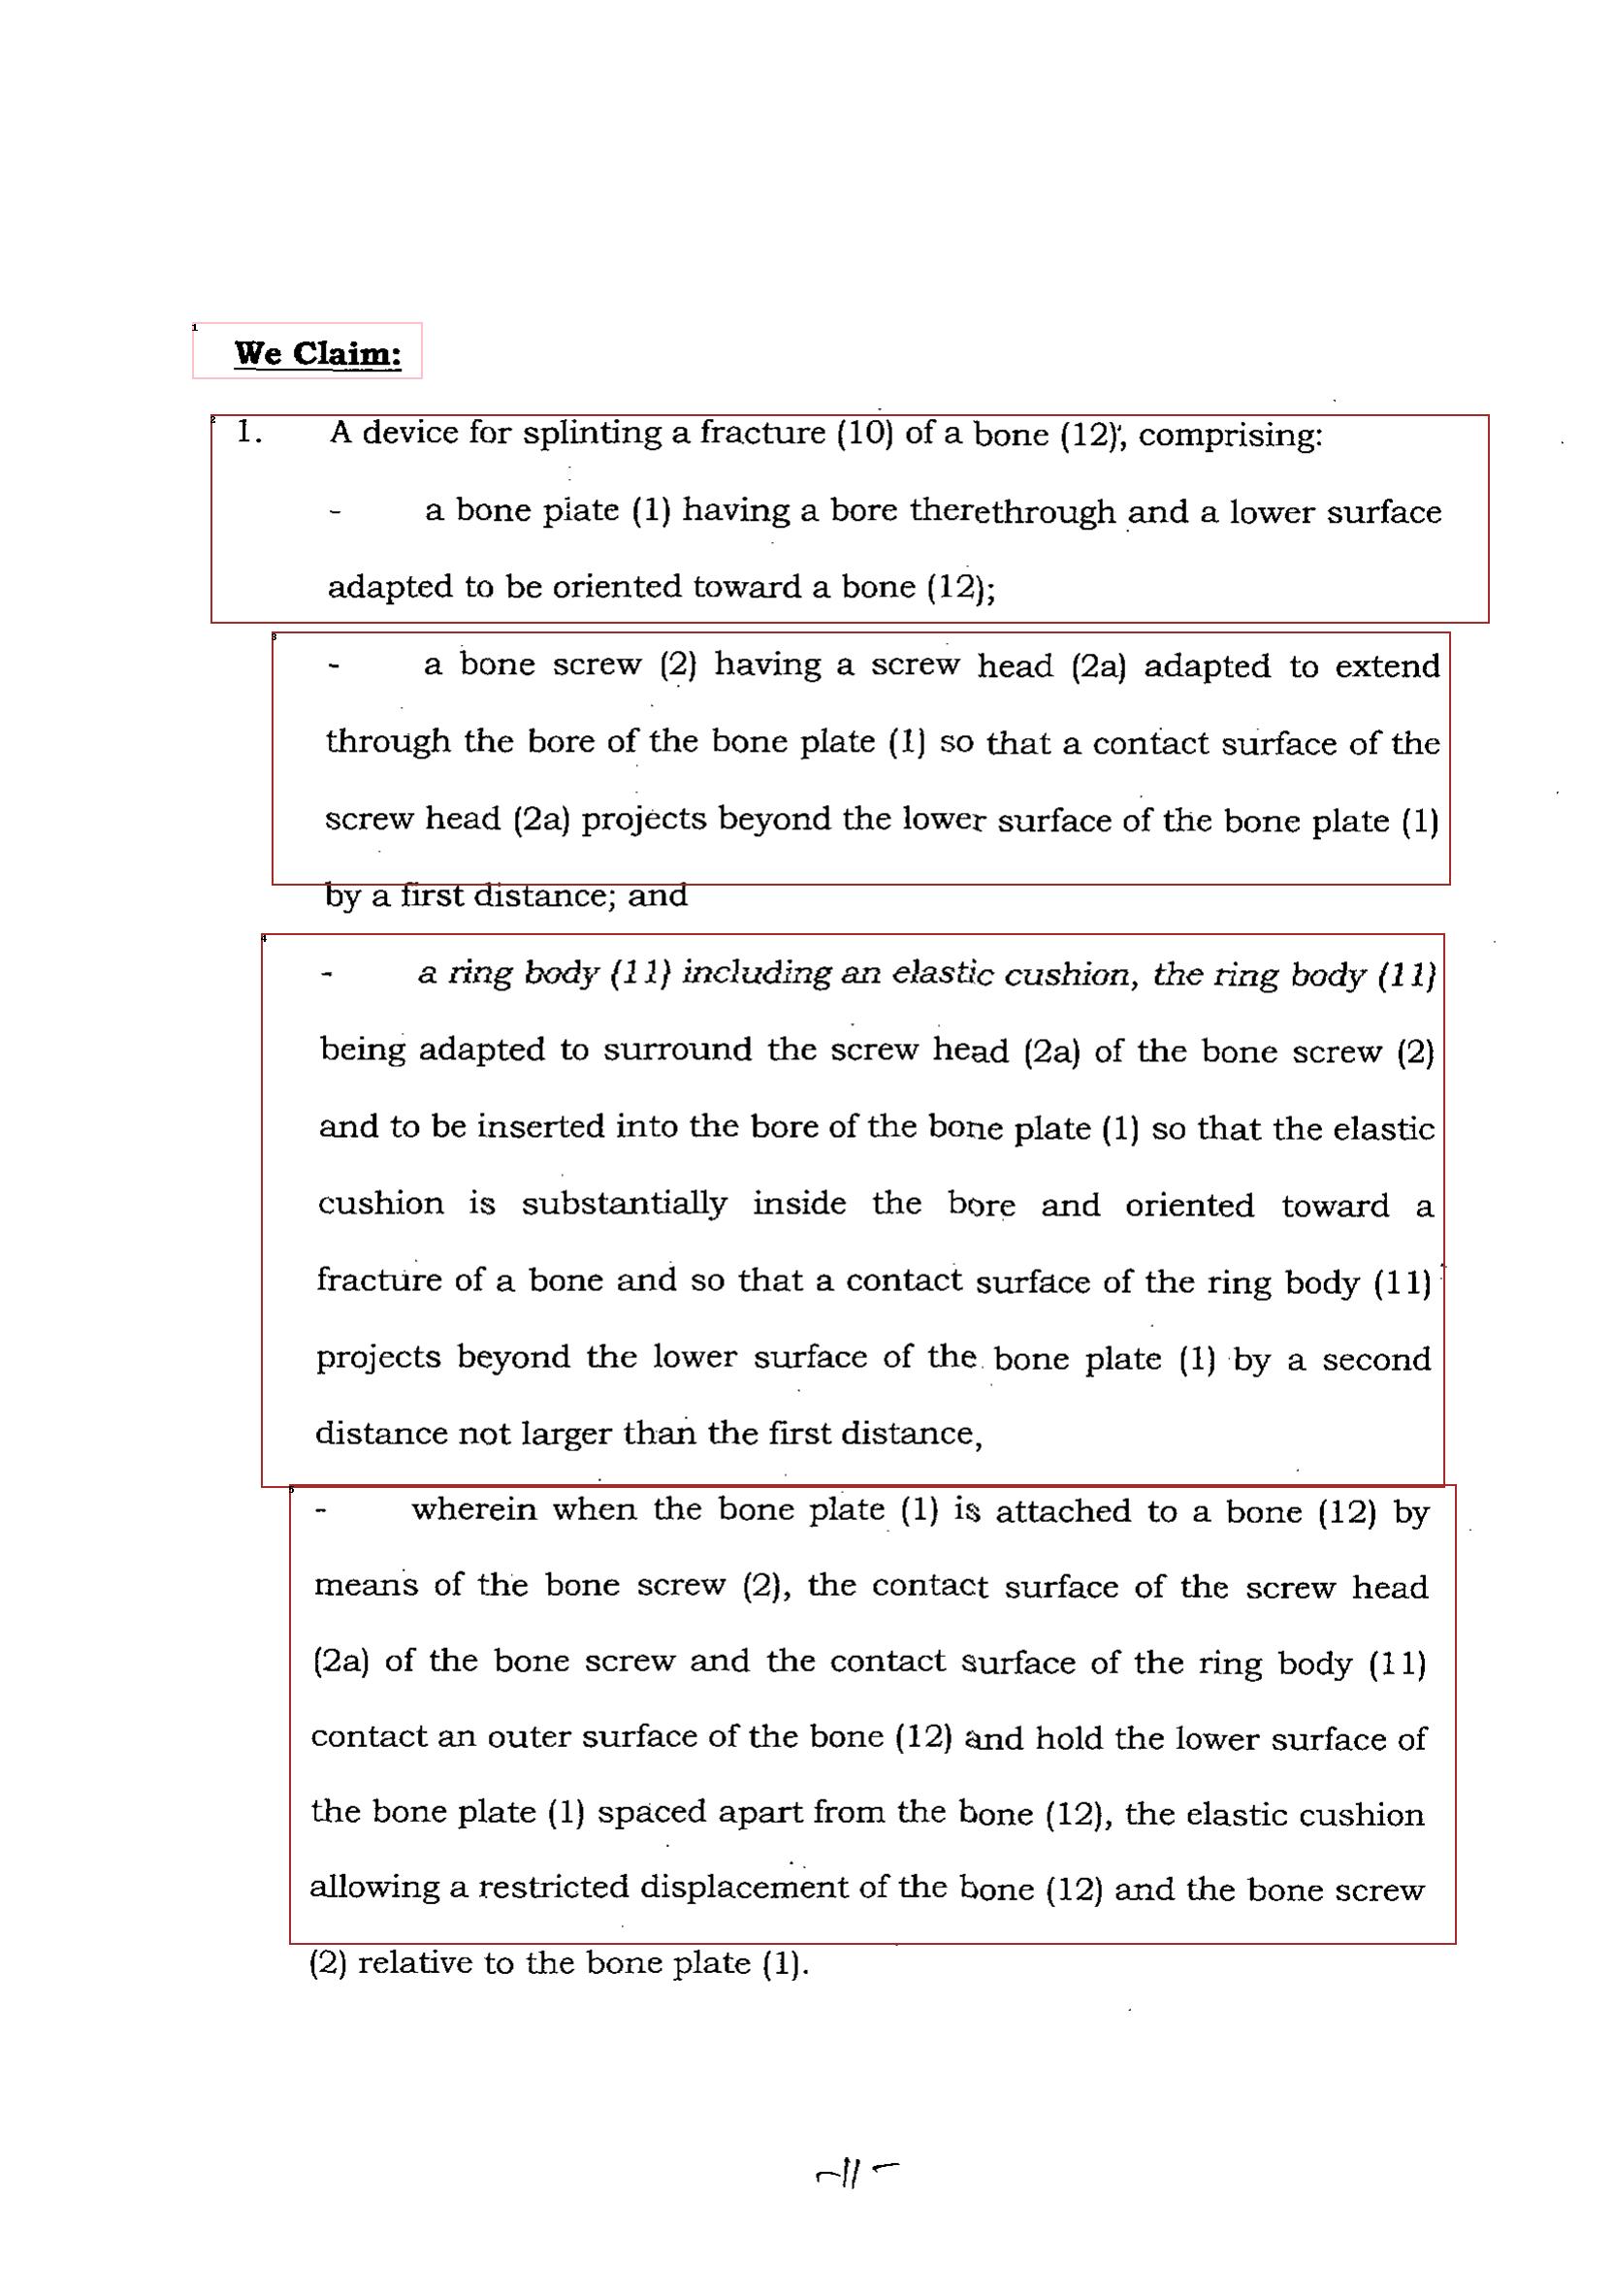 We Claim:
1. A device for splinting a fracture (10) of a bone (12), comprising:
- a bone plate (1) having a bore therethrough and a lower surface
adapted to be oriented toward a bone (12);
- a bone screw (2) having a screw head (2a) adapted to extend
through the bore of the bone plate (1) so that a contact surface of the
screw head (2a) projects beyond the lower surface of the bone plate (1)
by a first distance; and
- a ring body (11) including an elastic cushion, the ring body (11)
being adapted to surround the screw head (2a) of the bone screw (2)
and to be inserted into the bore of the bone plate (1) so that the elastic
cushion is substantially inside the bore and oriented toward a
fracture of a bone and so that a contact surface of the ring body (11)
projects beyond the lower surface of the bone plate (1) by a second
distance not larger than the first distance,
- wherein when the bone plate (1) is attached to a bone (12) by
means of the bone screw (2), the contact surface of the screw head
(2a) of the bone screw and the contact surface of the ring body (11)
contact an outer surface of the bone (12) and hold the lower surface of
the bone plate (1) spaced apart from the bone (12), the elastic cushion
allowing a restricted displacement of the bone (12) and the bone screw
(2) relative to the bone plate (1).
-11-